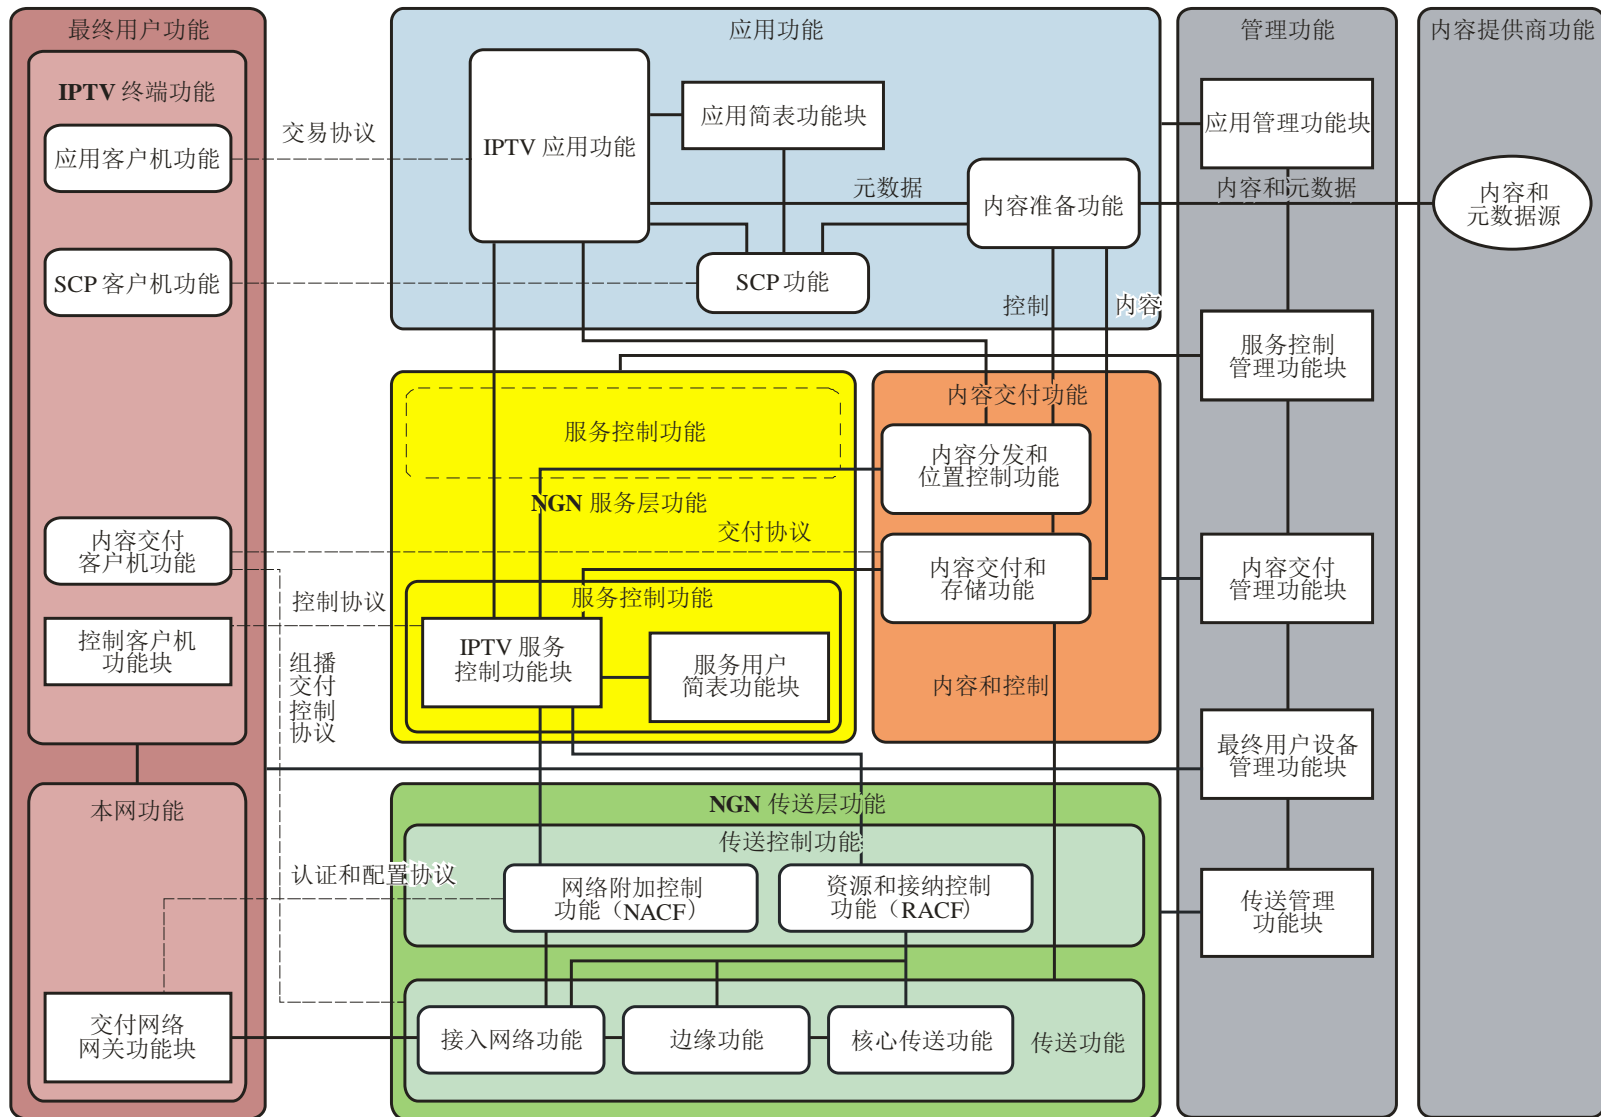 最终用户功能
应用功能
管理功能
内容提供商功能
IPTV 终端功能
应用客户机功能
交易协议
IPTV 应用功能
应用简表功能块
应用管理功能块
元数据
内容准备功能
内容和元数据
内容和
元数据源
SCP 客户机功能
SCP 功能
控制
内容
服务控制
管理功能块
服务控制功能
内容交付功能
内容分发和
位置控制功能
NGN 服务层功能
交付协议
内容交付
客户机功能
内容交付和
存储功能
内容交付
管理功能块
控制协议
服务控制功能
控制客户机
功能块
IPTV 服务
控制功能块
服务用户
简表功能块
组播
交付
控制
协议
内容和控制
最终用户设备
管理功能块
本网功能
NGN 传送层功能
传送控制功能
认证和配置协议
网络附加控制
功能（NACF）
资源和接纳控制
功能（RACF）
传送管理
功能块
交付网络
网关功能块
接入网络功能
边缘功能
核心传送功能
传送功能